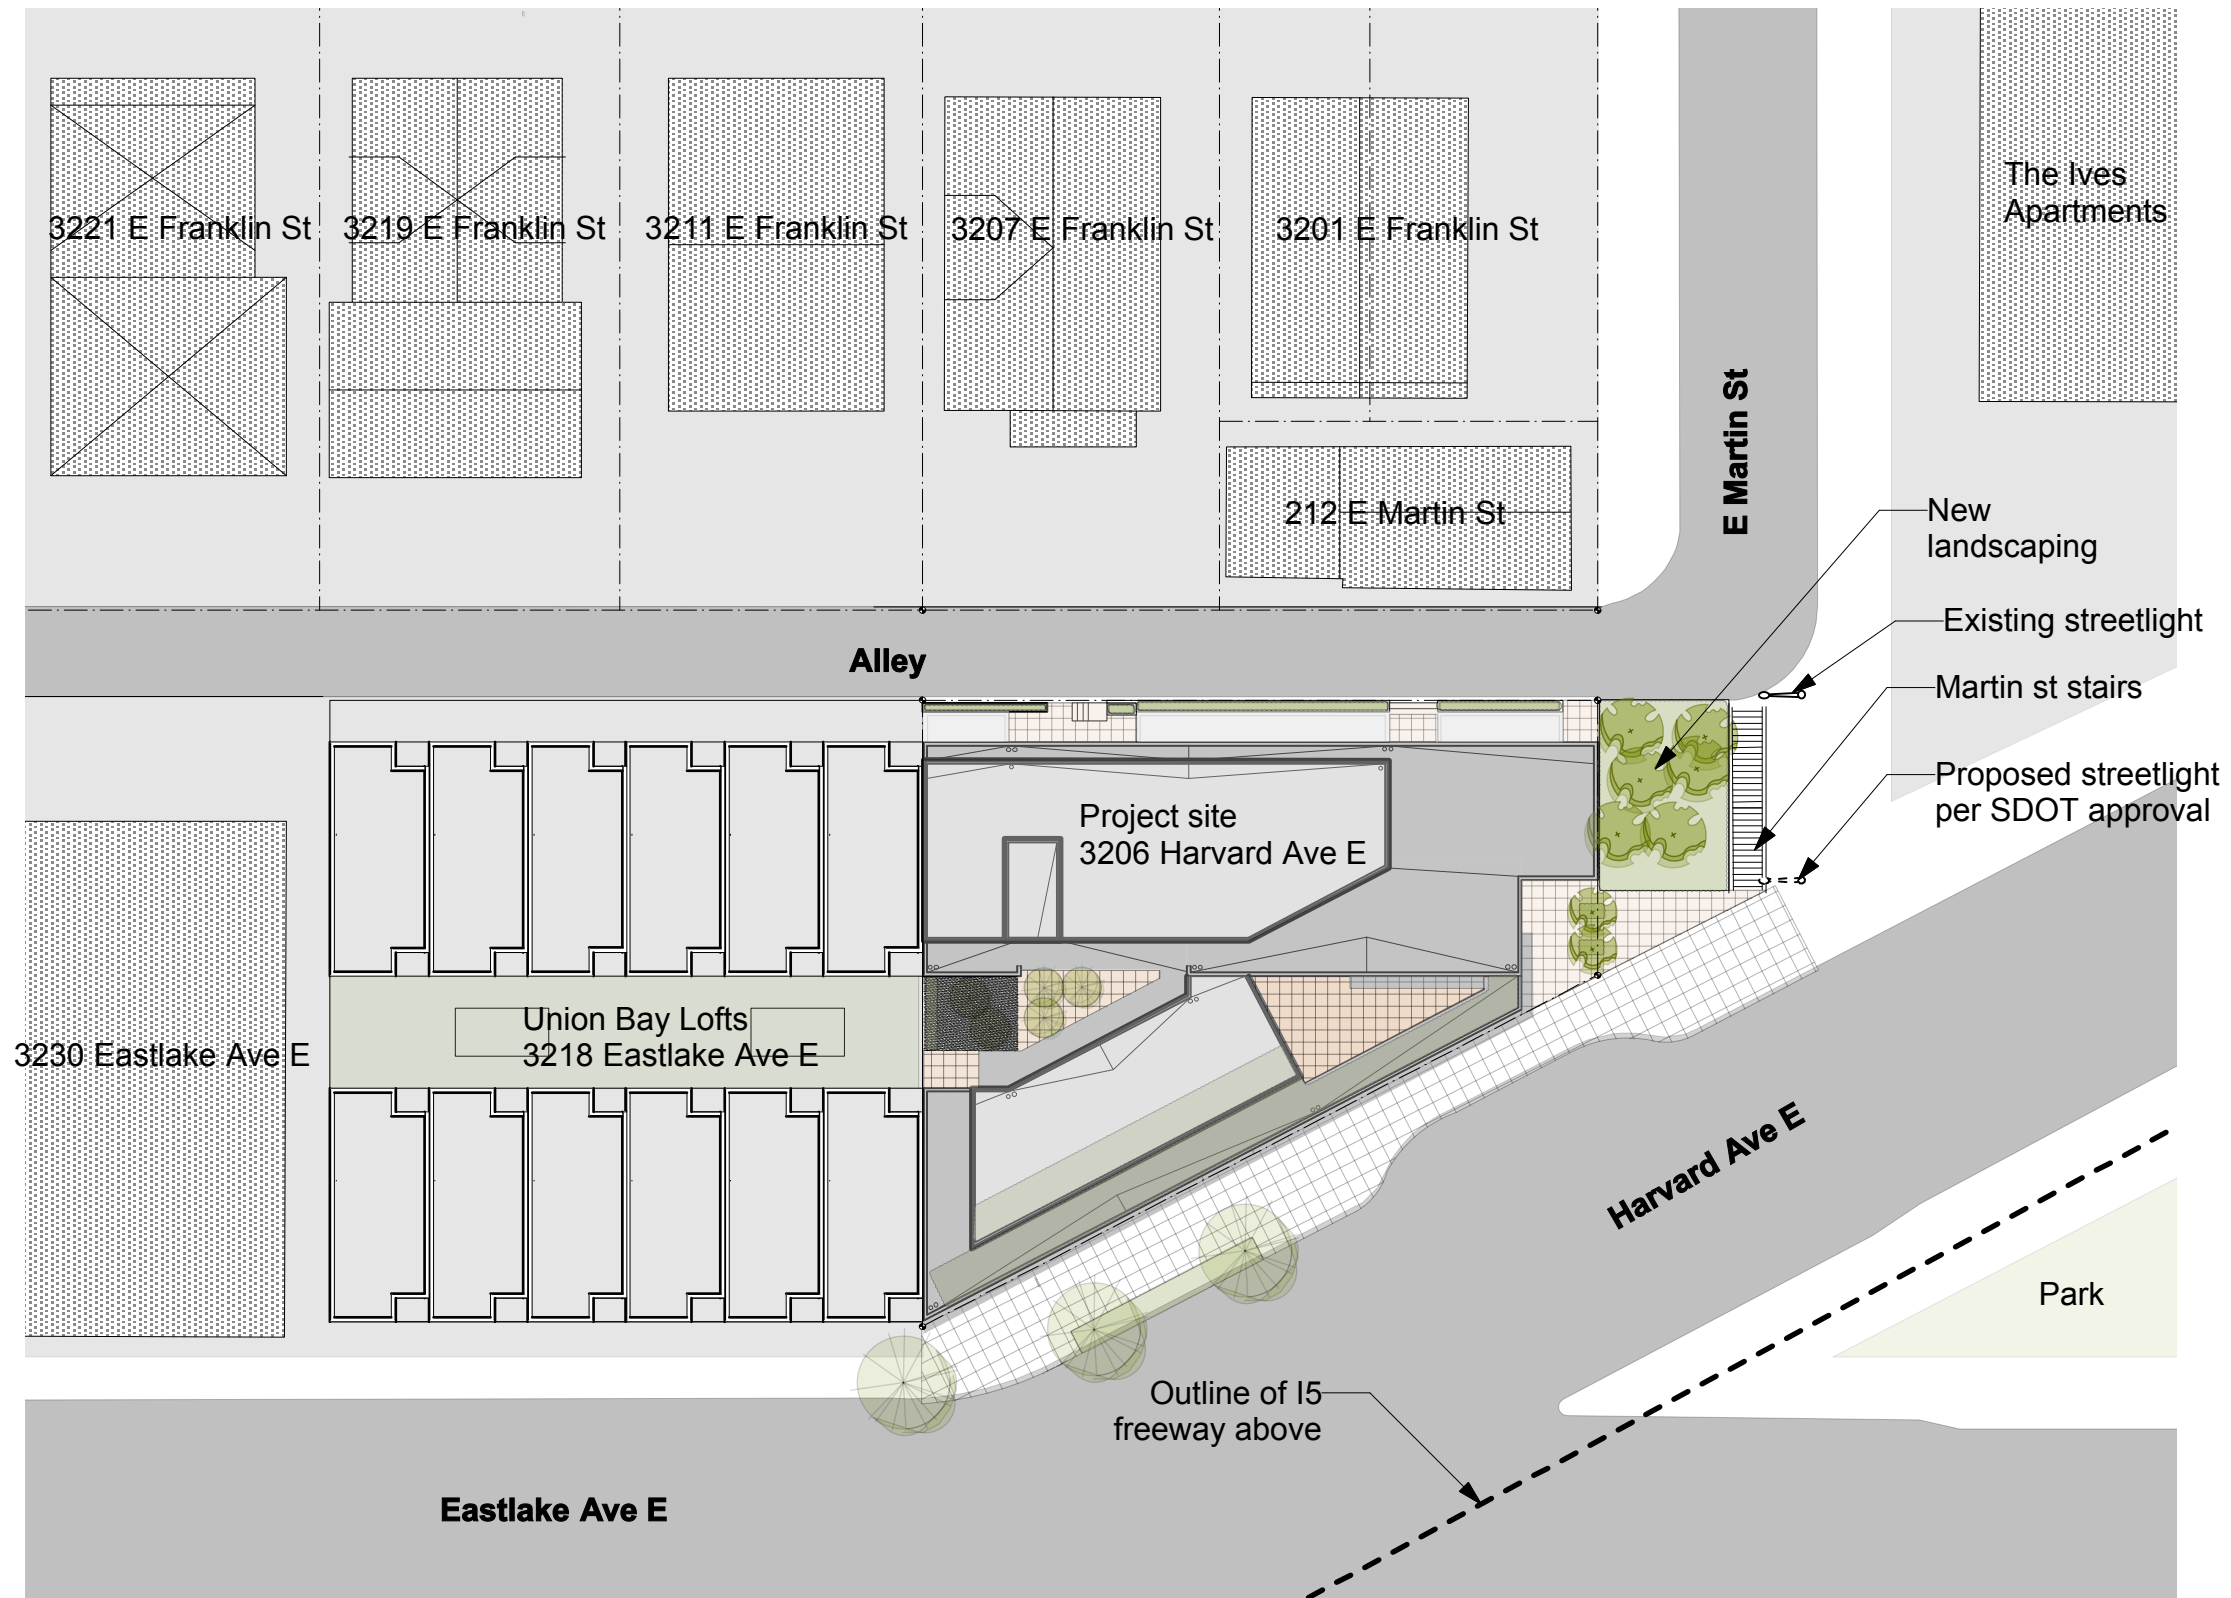 The Ives
Apartments
3221 E Franklin St
3219 E Franklin St
3211 E Franklin St
3207 E Franklin St
3201 E Franklin St
E Martin St
212 E Martin St
New
landscaping
Existing streetlight
Alley
Martin st stairs
Proposed streetlight
per SDOT approval
Project site
3206 Harvard Ave E
Union Bay Lofts
3218 Eastlake Ave E
3230 Eastlake Ave E
Harvard Ave E
Park
Outline of I5
freeway above
Eastlake Ave E